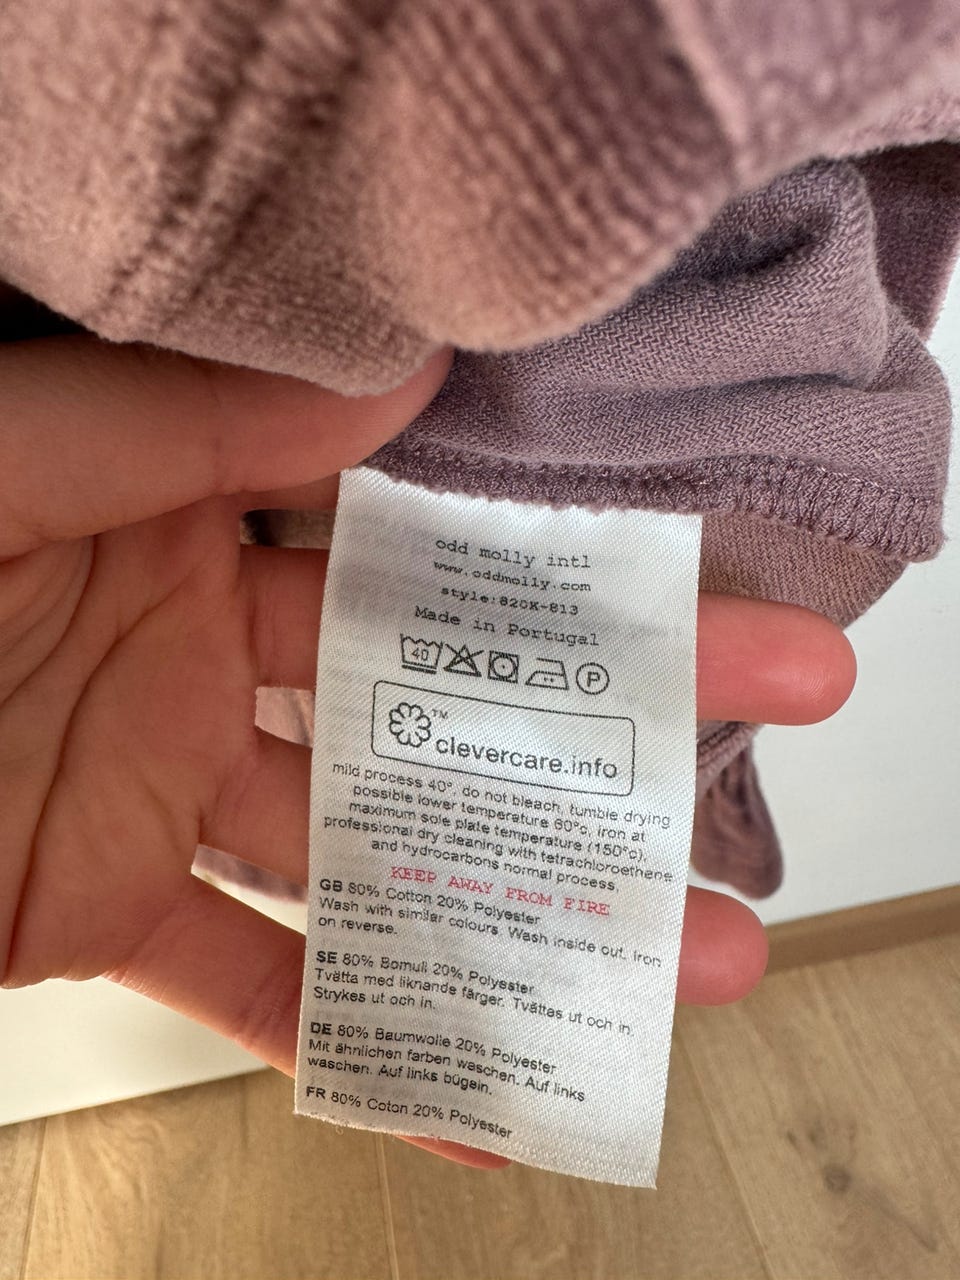 odd molly intl
www.oddmolly.com
style:820K-813
Made in Portugal
40 P
clevercare.info™
mild process 40°, do not bleach, tumble drying
possible lower temperature 60°c, iron at
maximum sole plate temperature (150°c),
professional dry cleaning with tetrachloroethene
and hydrocarbons normal process,
KEEP AWAY FROM FIRE
GB 80% Cotton 20% Polyester
Wash with similar colours. Wash inside out. Iron
on reverse.
SE 80% Bomull 20% Polyester
Tvätta med liknande färger. Tvättas ut och in.
Strykes ut och in.
DE 80% Baumwolle 20% Polyester
Mit ähnlichen farben waschen. Auf links
waschen. Auf links bügein.
FR 80% Coton 20% Polyester